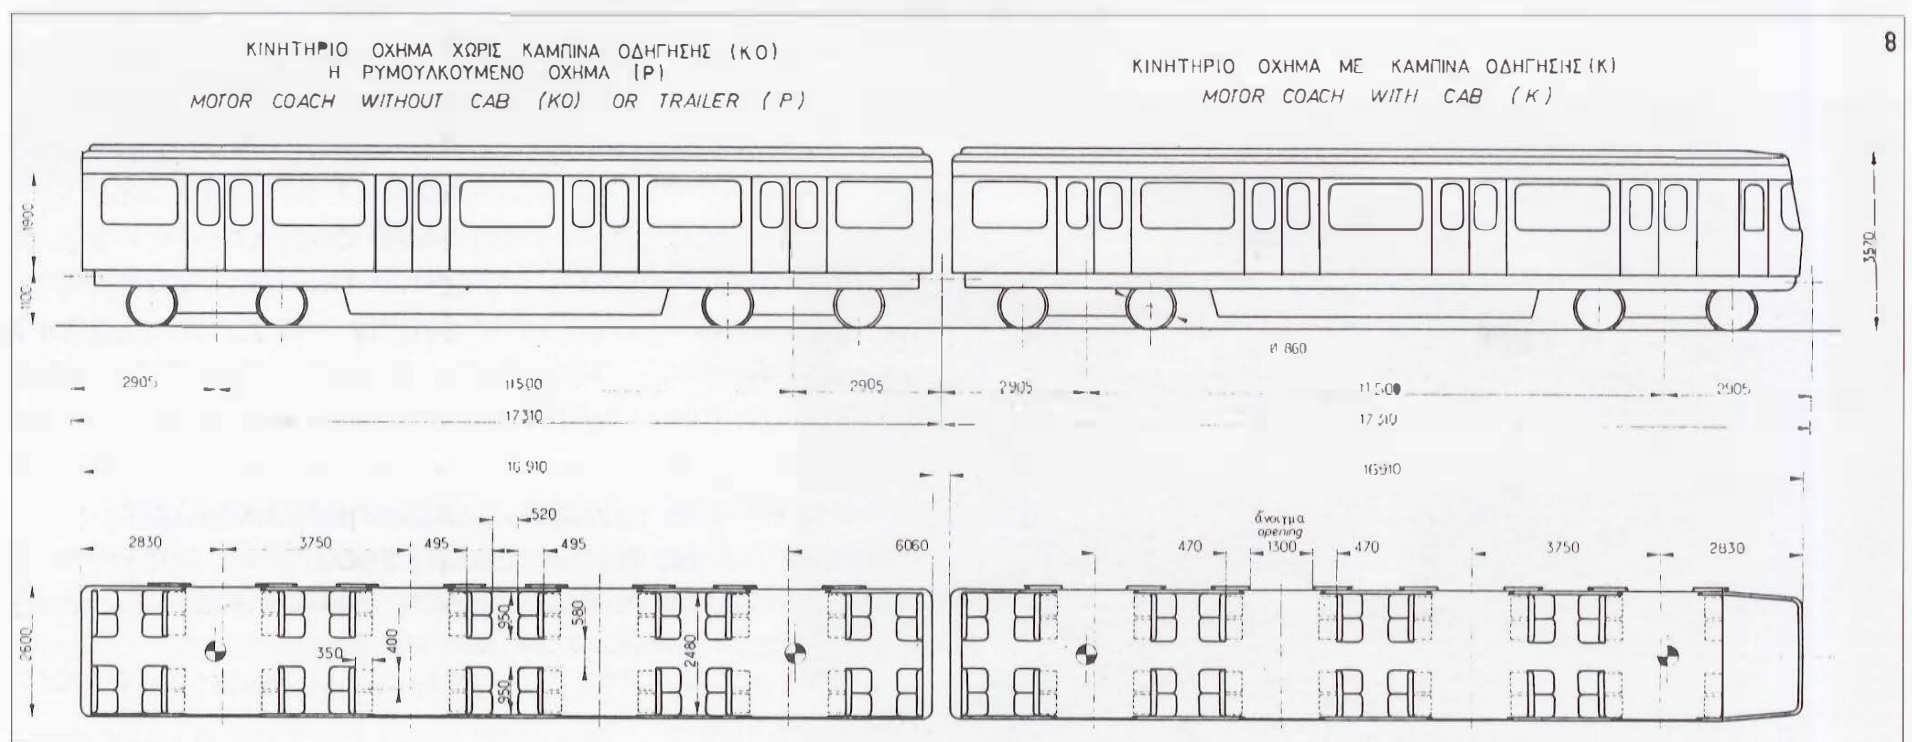 8
ΚΙΝΗΤΗΡΙΟ ΟΧΗΜΑ ΧΩΡΙΣ ΚΑΜΠΙΝΑ ΟΔΗΓΗΣΗΣ (ΚΟ)
Η ΡΥΜΟΥΛΚΟΥΜΕΝΟ ΟΧΗΜΑ (Ρ)
MOTOR COACH WITHOUT CAB (KO) OR TRAILER (P)
ΚΙΝΗΤΗΡΙΟ ΟΧΗΜΑ ΜΕ ΚΑΜΠΙΝΑ ΟΔΗΓΗΣΗΣ (Κ)
MOTOR COACH WITH CAB (K)
1900
1100
3570
Ø 860
2905 11500 2905 2905 11500 2905
17310 17310
16910 16910
520
2830 3750 495 495 6060
άνοιγμα
opening
470 1300 470 3750 2830
2600
350 400 950 950 580 2480